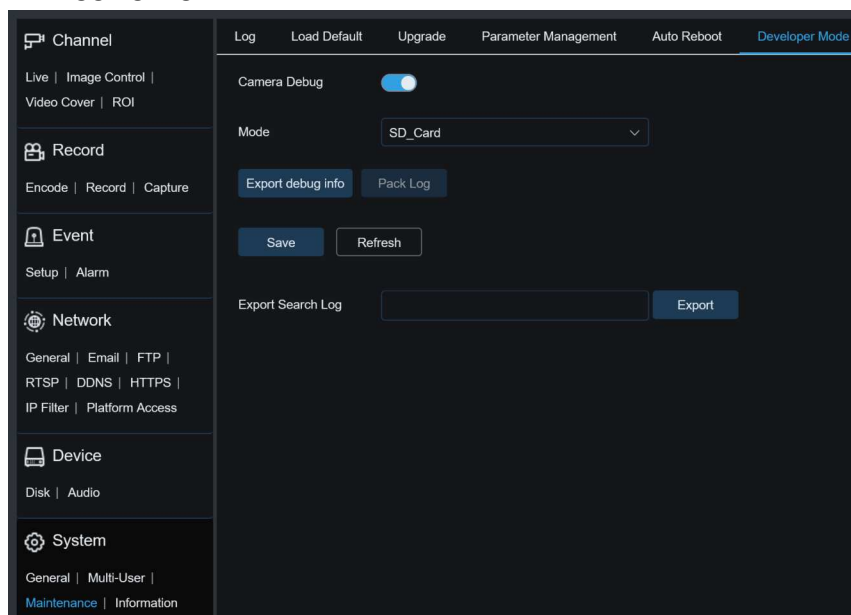 Channel
Live | Image Control |
Video Cover | ROI
Record
Encode | Record | Capture
Event
Setup | Alarm
Network
General | Email | FTP |
RTSP | DDNS | HTTPS |
IP Filter | Platform Access
Device
Disk | Audio
System
General | Multi-User |
Maintenance | Information
Log Load Default Upgrade Parameter Management Auto Reboot Developer Mode
Camera Debug
Mode SD_Card
Export debug info Pack Log
Save Refresh
Export Search Log Export